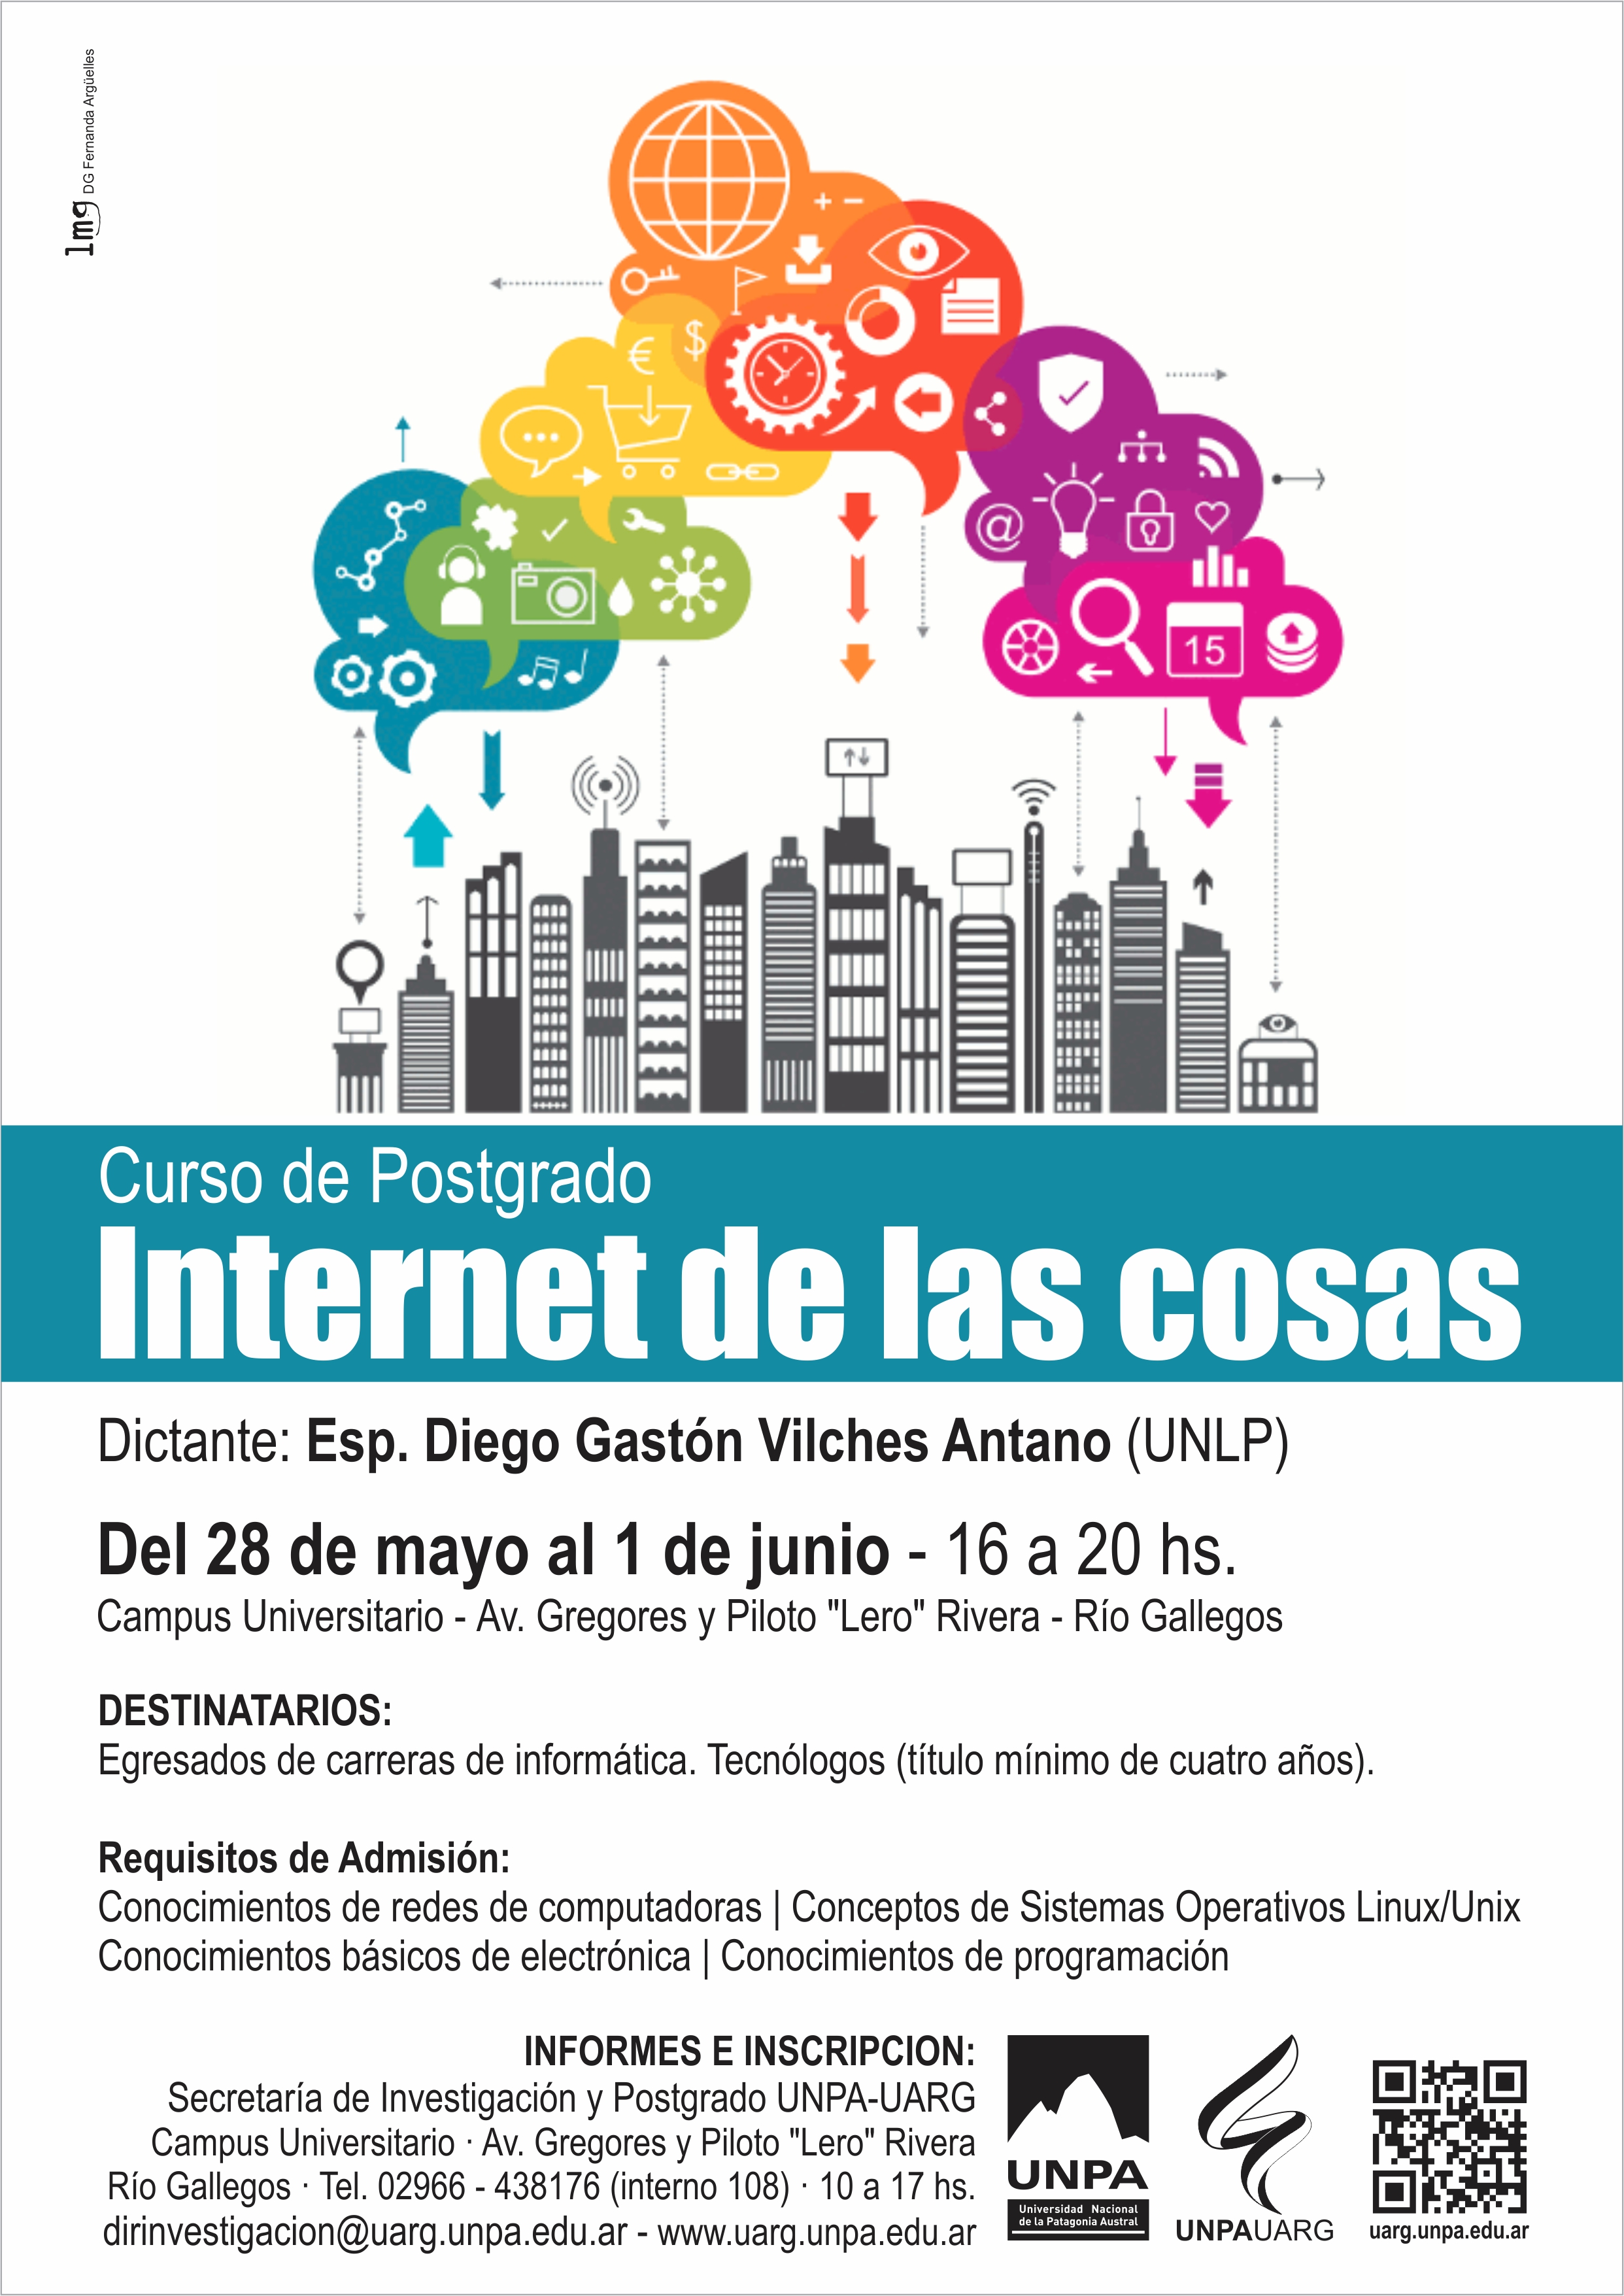 lmg DG Fernanda Argüelles
+ −
€ $
@
15
Curso de Postgrado
Internet de las cosas
Dictante: Esp. Diego Gastón Vilches Antano (UNLP)
Del 28 de mayo al 1 de junio - 16 a 20 hs.
Campus Universitario - Av. Gregores y Piloto "Lero" Rivera - Río Gallegos
DESTINATARIOS:
Egresados de carreras de informática. Tecnólogos (título mínimo de cuatro años).
Requisitos de Admisión:
Conocimientos de redes de computadoras | Conceptos de Sistemas Operativos Linux/Unix
Conocimientos básicos de electrónica | Conocimientos de programación
INFORMES E INSCRIPCION:
Secretaría de Investigación y Postgrado UNPA-UARG
Campus Universitario · Av. Gregores y Piloto "Lero" Rivera
Río Gallegos · Tel. 02966 - 438176 (interno 108) · 10 a 17 hs.
dirinvestigacion@uarg.unpa.edu.ar - www.uarg.unpa.edu.ar
UNPA
Universidad Nacional
de la Patagonia Austral
UNPAUARG
uarg.unpa.edu.ar